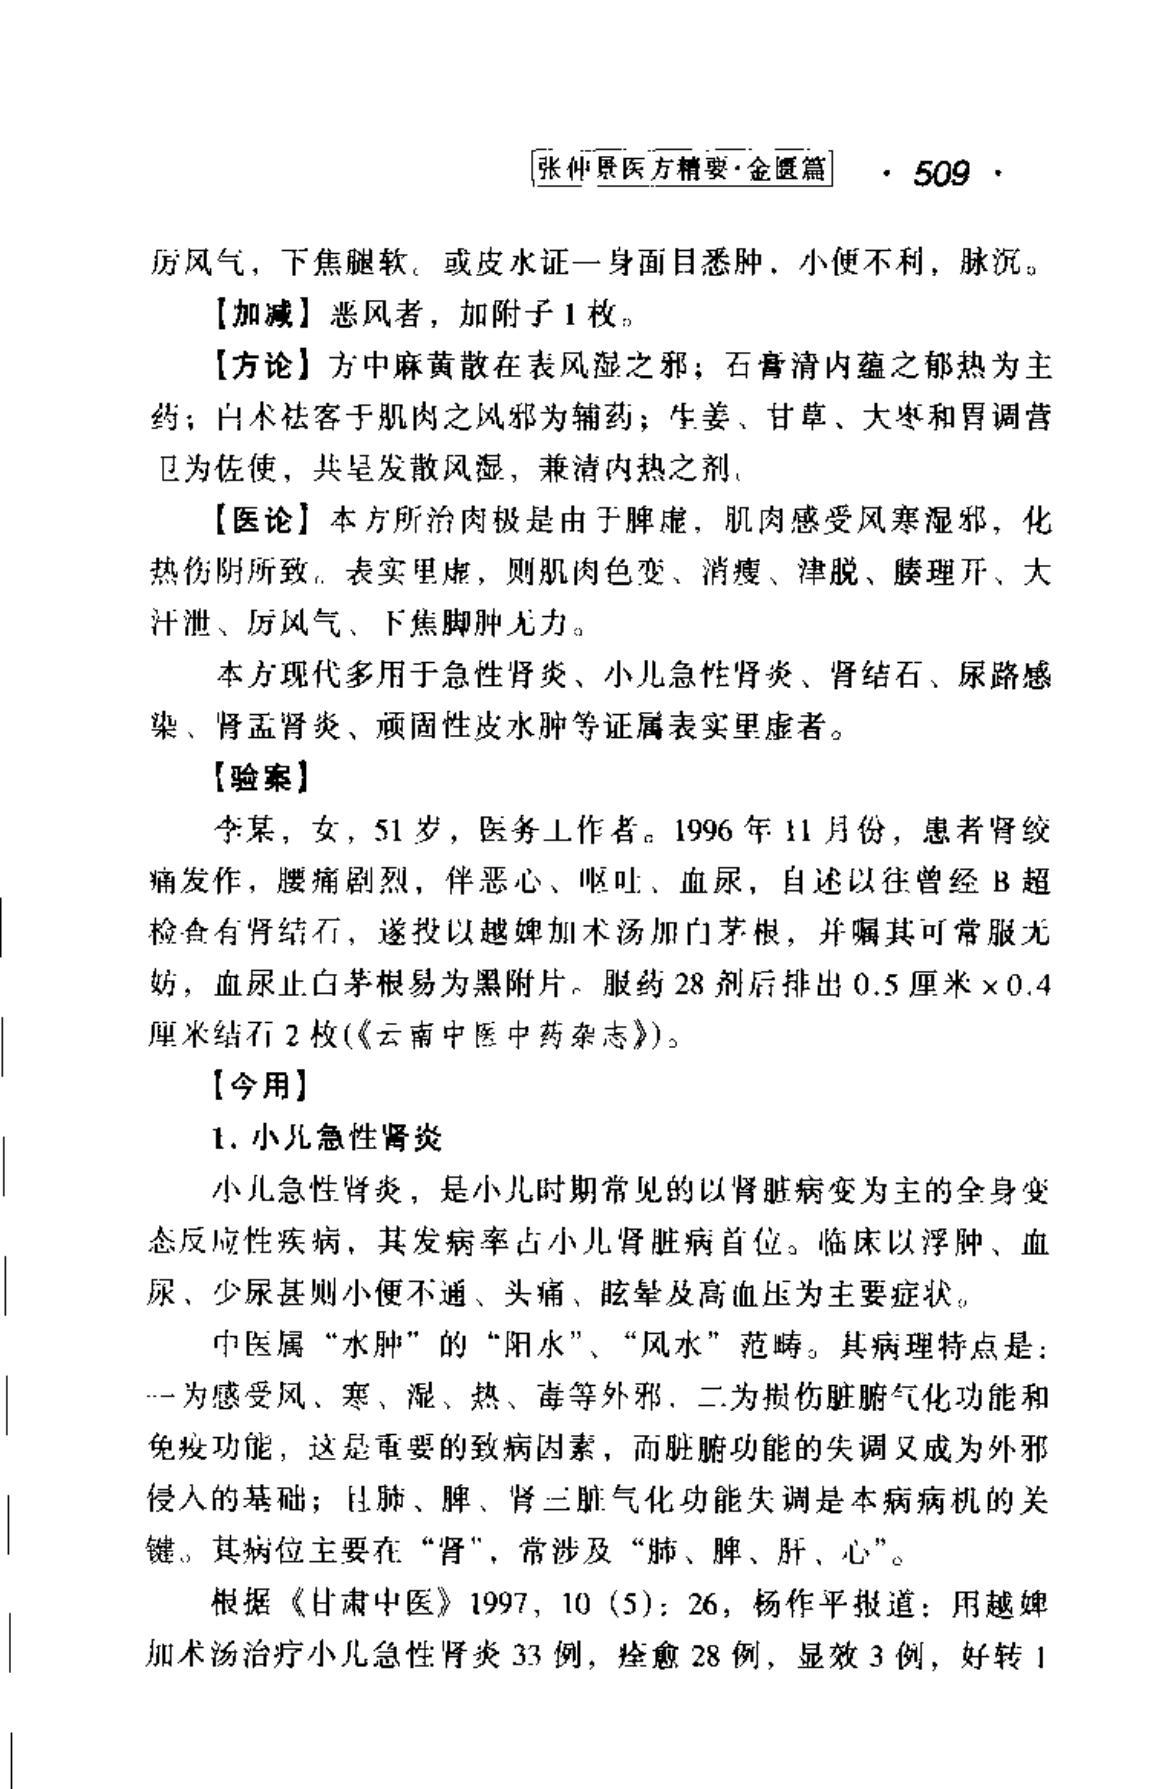 张仲景医方精要·金匮篇 · 509 ·
厉风气，下焦腿软。或皮水证一身面目悉肿，小便不利，脉沉。
【加减】恶风者，加附子1枚。
【方论】方中麻黄散在表风湿之邪；石膏清内蕴之郁热为主
药；白术祛客于肌肉之风邪为辅药；生姜、甘草、大枣和胃调营
卫为佐使，共呈发散风湿，兼清内热之剂。
【医论】本方所治肉极是由于脾虚，肌肉感受风寒湿邪，化
热伤阴所致。表实里虚，则肌肉色变、消瘦、津脱、腠理开、大
汗泄、厉风气、下焦脚肿无力。
本方现代多用于急性肾炎、小儿急性肾炎、肾结石、尿路感
染、肾盂肾炎、顽固性皮水肿等证属表实里虚者。
【验案】
李某，女，51岁，医务工作者。1996年11月份，患者肾绞
痛发作，腰痛剧烈，伴恶心、呕吐、血尿，自述以往曾经B超
检查有肾结石，遂投以越婢加术汤加白茅根，并嘱其可常服无
妨，血尿止白茅根易为黑附片。服药28剂后排出0.5厘米×0.4
厘米结石2枚(《云南中医中药杂志》)。
【今用】
1. 小儿急性肾炎
小儿急性肾炎，是小儿时期常见的以肾脏病变为主的全身变
态反应性疾病，其发病率占小儿肾脏病首位。临床以浮肿、血
尿、少尿甚则小便不通、头痛、眩晕及高血压为主要症状。
中医属“水肿”的“阳水”、“风水”范畴。其病理特点是：
一为感受风、寒、湿、热、毒等外邪，二为损伤脏腑气化功能和
免疫功能，这是重要的致病因素，而脏腑功能的失调又成为外邪
侵入的基础；且肺、脾、肾三脏气化功能失调是本病病机的关
键。其病位主要在“肾”，常涉及“肺、脾、肝、心”。
根据《甘肃中医》1997，10（5）：26，杨作平报道：用越婢
加术汤治疗小儿急性肾炎33例，痊愈28例，显效3例，好转1